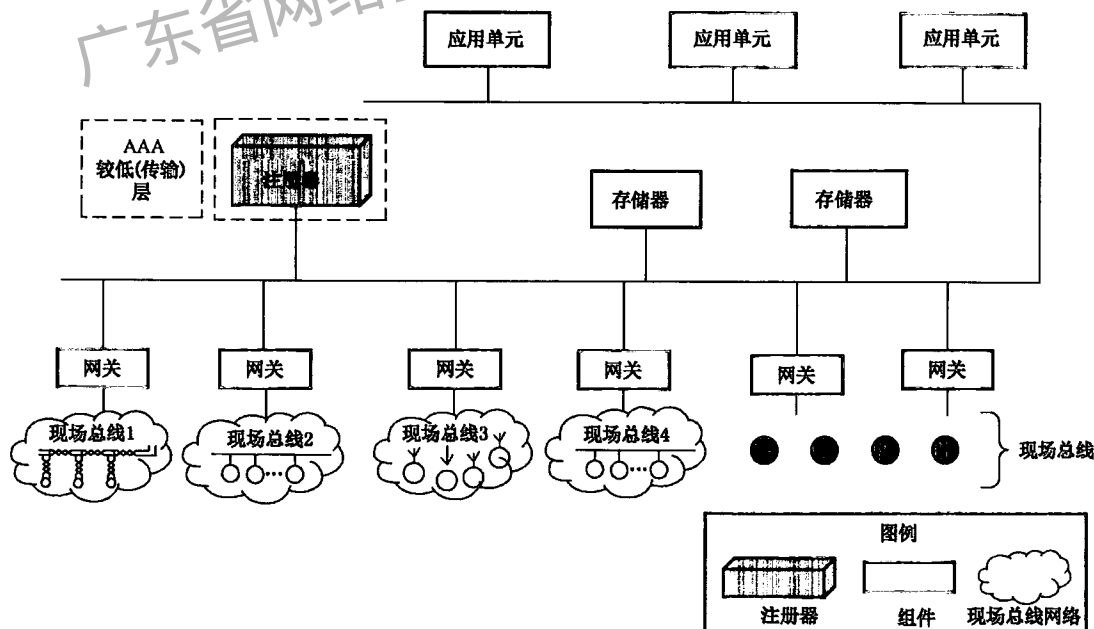 广东省网络
应用单元
应用单元
应用单元
AAA
较低(传输)
层
注册器
存储器
存储器
网关
网关
网关
网关
网关
网关
现场总线1
现场总线2
现场总线3
现场总线4
现场总线
图例
注册器
组件
现场总线网络